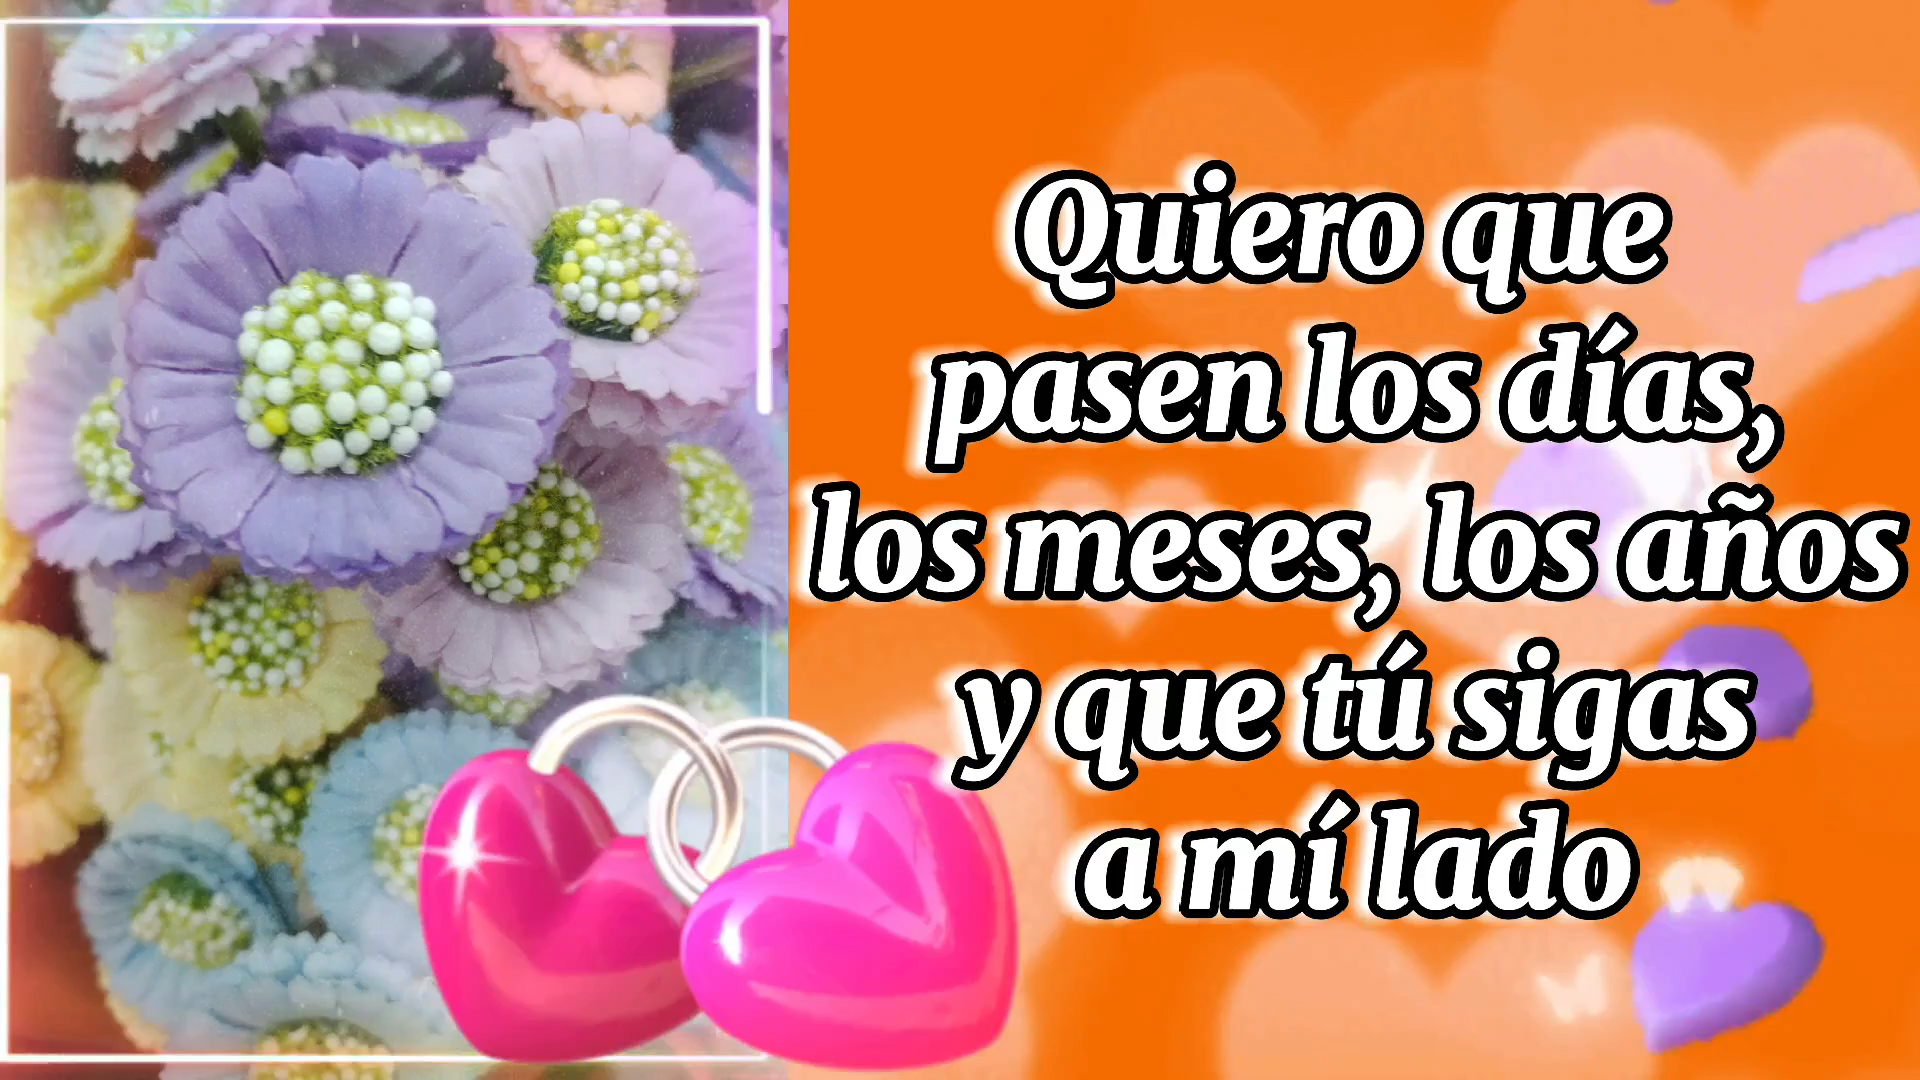 Quiero que
pasen los días,
los meses, los años
y que tú sigas
a mí lado